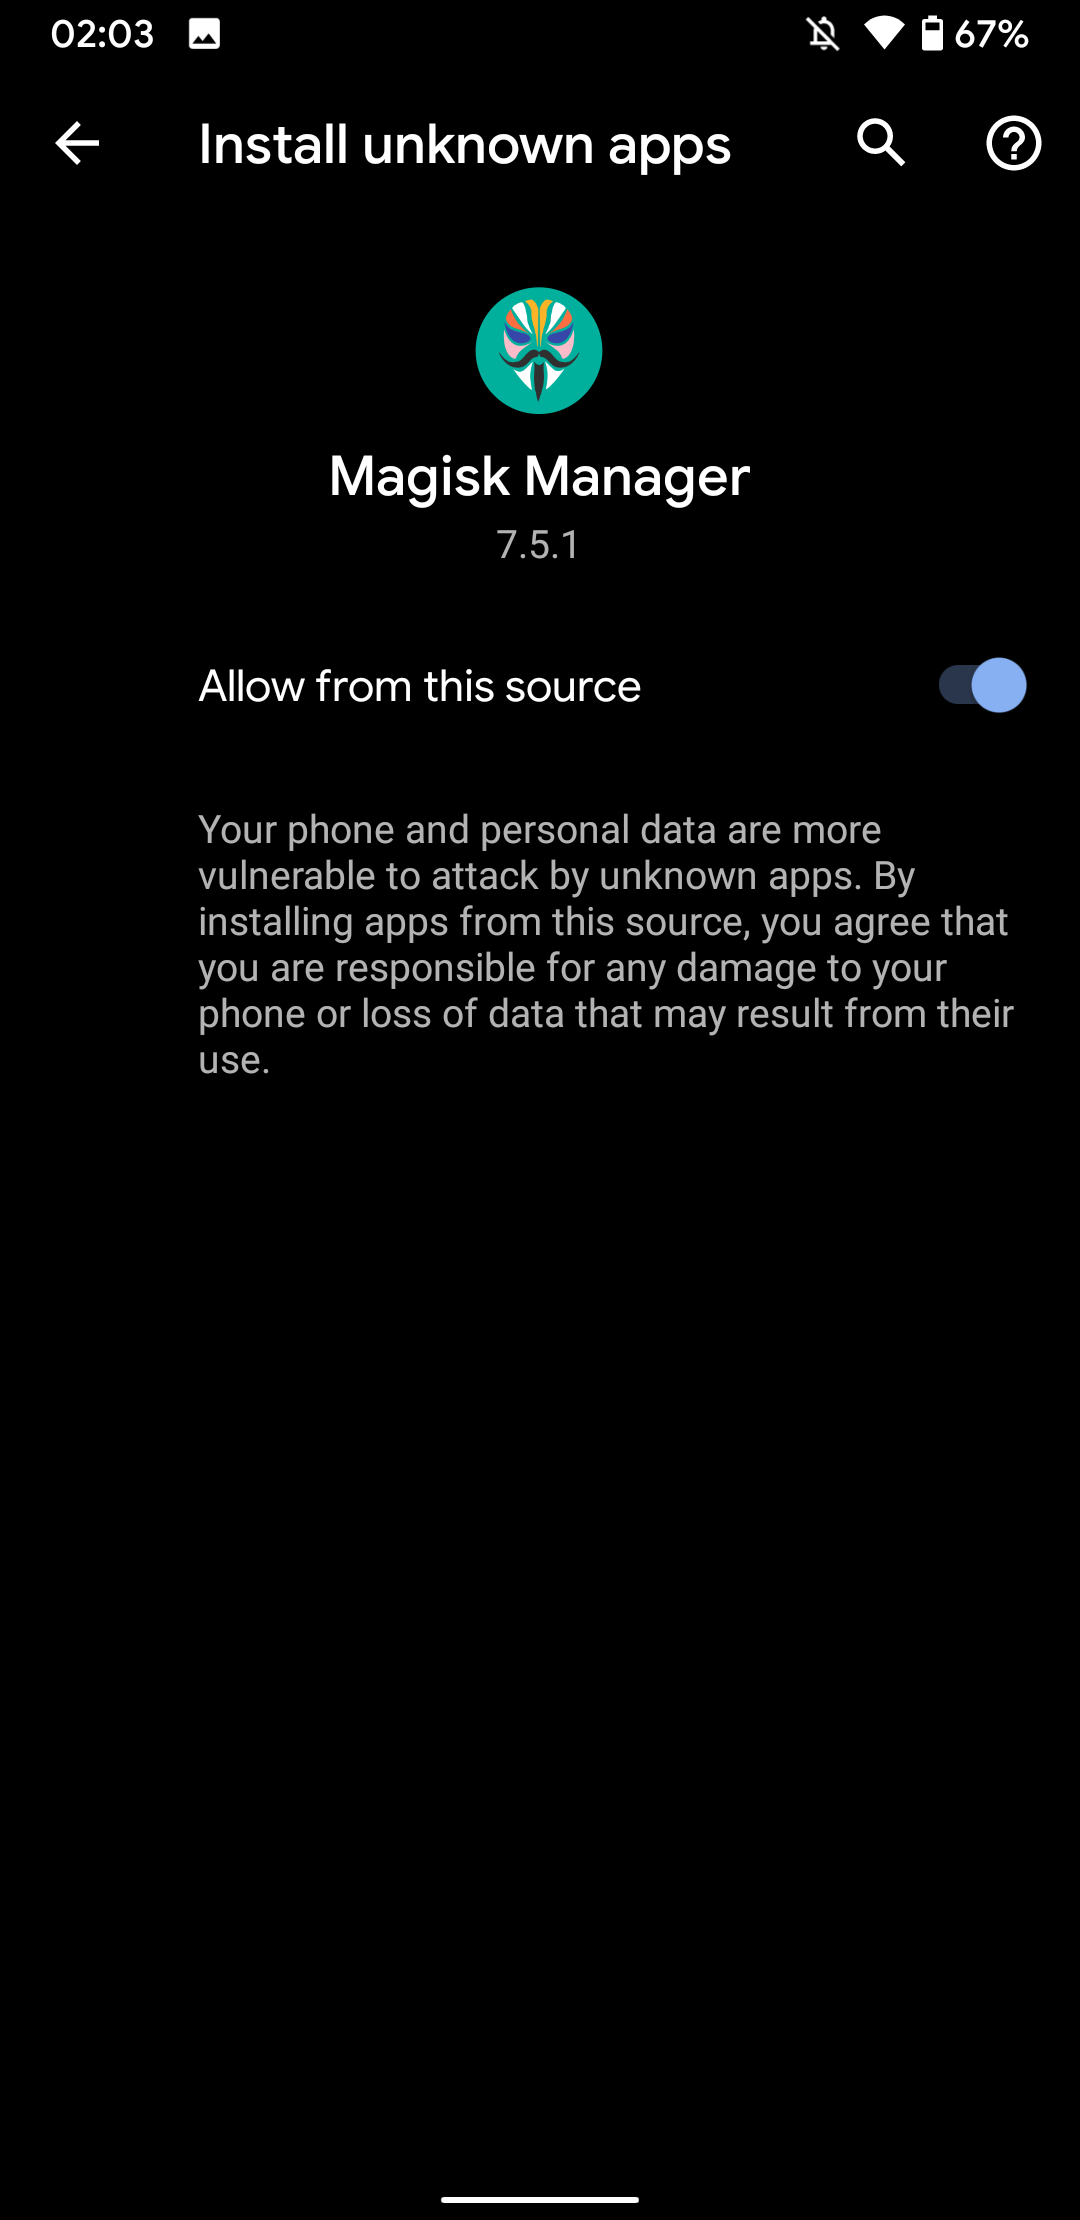 02:03 67%
Install unknown apps
Magisk Manager
7.5.1
Allow from this source
Your phone and personal data are more
vulnerable to attack by unknown apps. By
installing apps from this source, you agree that
you are responsible for any damage to your
phone or loss of data that may result from their
use.